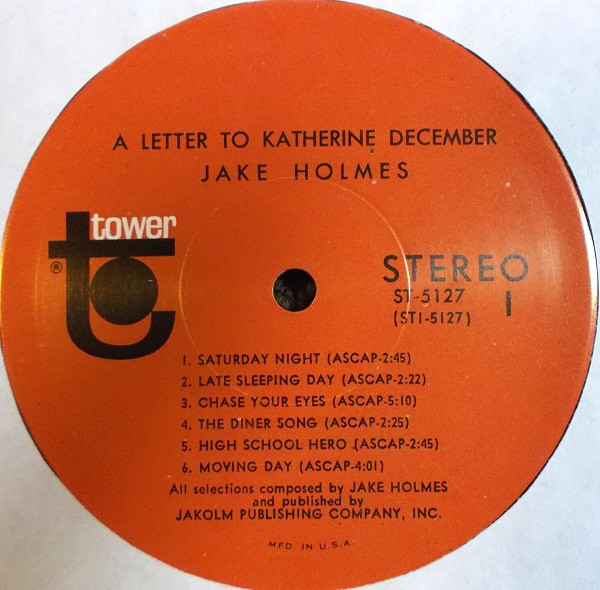 A LETTER TO KATHERINE DECEMBER
JAKE HOLMES
tower
®
STEREO
ST-5127
(ST1-5127)
1
1. SATURDAY NIGHT (ASCAP-2:45)
2. LATE SLEEPING DAY (ASCAP-2:22)
3. CHASE YOUR EYES (ASCAP-5:10)
4. THE DINER SONG (ASCAP-2:25)
5. HIGH SCHOOL HERO (ASCAP-2:45)
6. MOVING DAY (ASCAP-4:01)
All selections composed by JAKE HOLMES
and published by
JAKOLM PUBLISHING COMPANY, INC.
MFD. IN U.S.A.